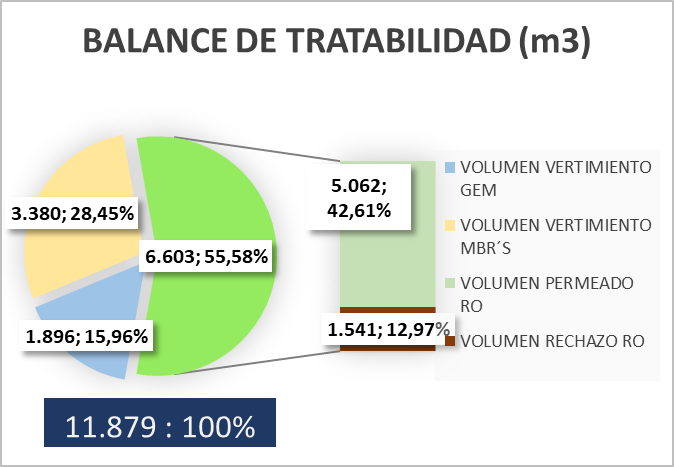 BALANCE DE TRATABILIDAD (m3)
3.380; 28,45%
6.603; 55,58%
1.896; 15,96%
5.062;
42,61%
1.541; 12,97%
VOLUMEN VERTIMIENTO
GEM
VOLUMEN VERTIMIENTO
MBR´S
VOLUMEN PERMEADO
RO
VOLUMEN RECHAZO RO
11.879 : 100%